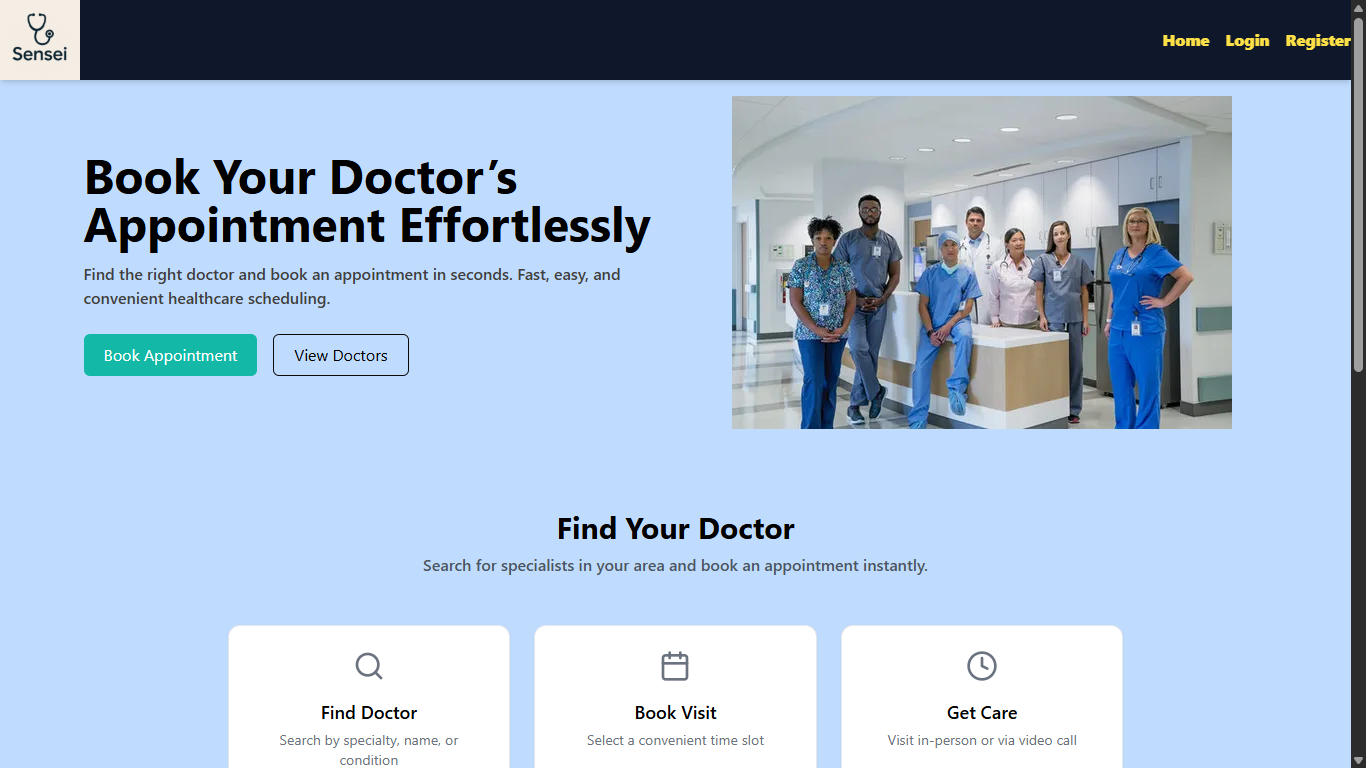 Sensei
Home Login Register
Book Your Doctor’s
Appointment Effortlessly
Find the right doctor and book an appointment in seconds. Fast, easy, and
convenient healthcare scheduling.
Book Appointment View Doctors
Find Your Doctor
Search for specialists in your area and book an appointment instantly.
Find Doctor
Search by specialty, name, or
condition
Book Visit
Select a convenient time slot
Get Care
Visit in-person or via video call